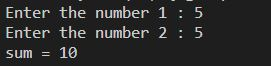 Enter the number 1 : 5
Enter the number 2 : 5
sum = 10